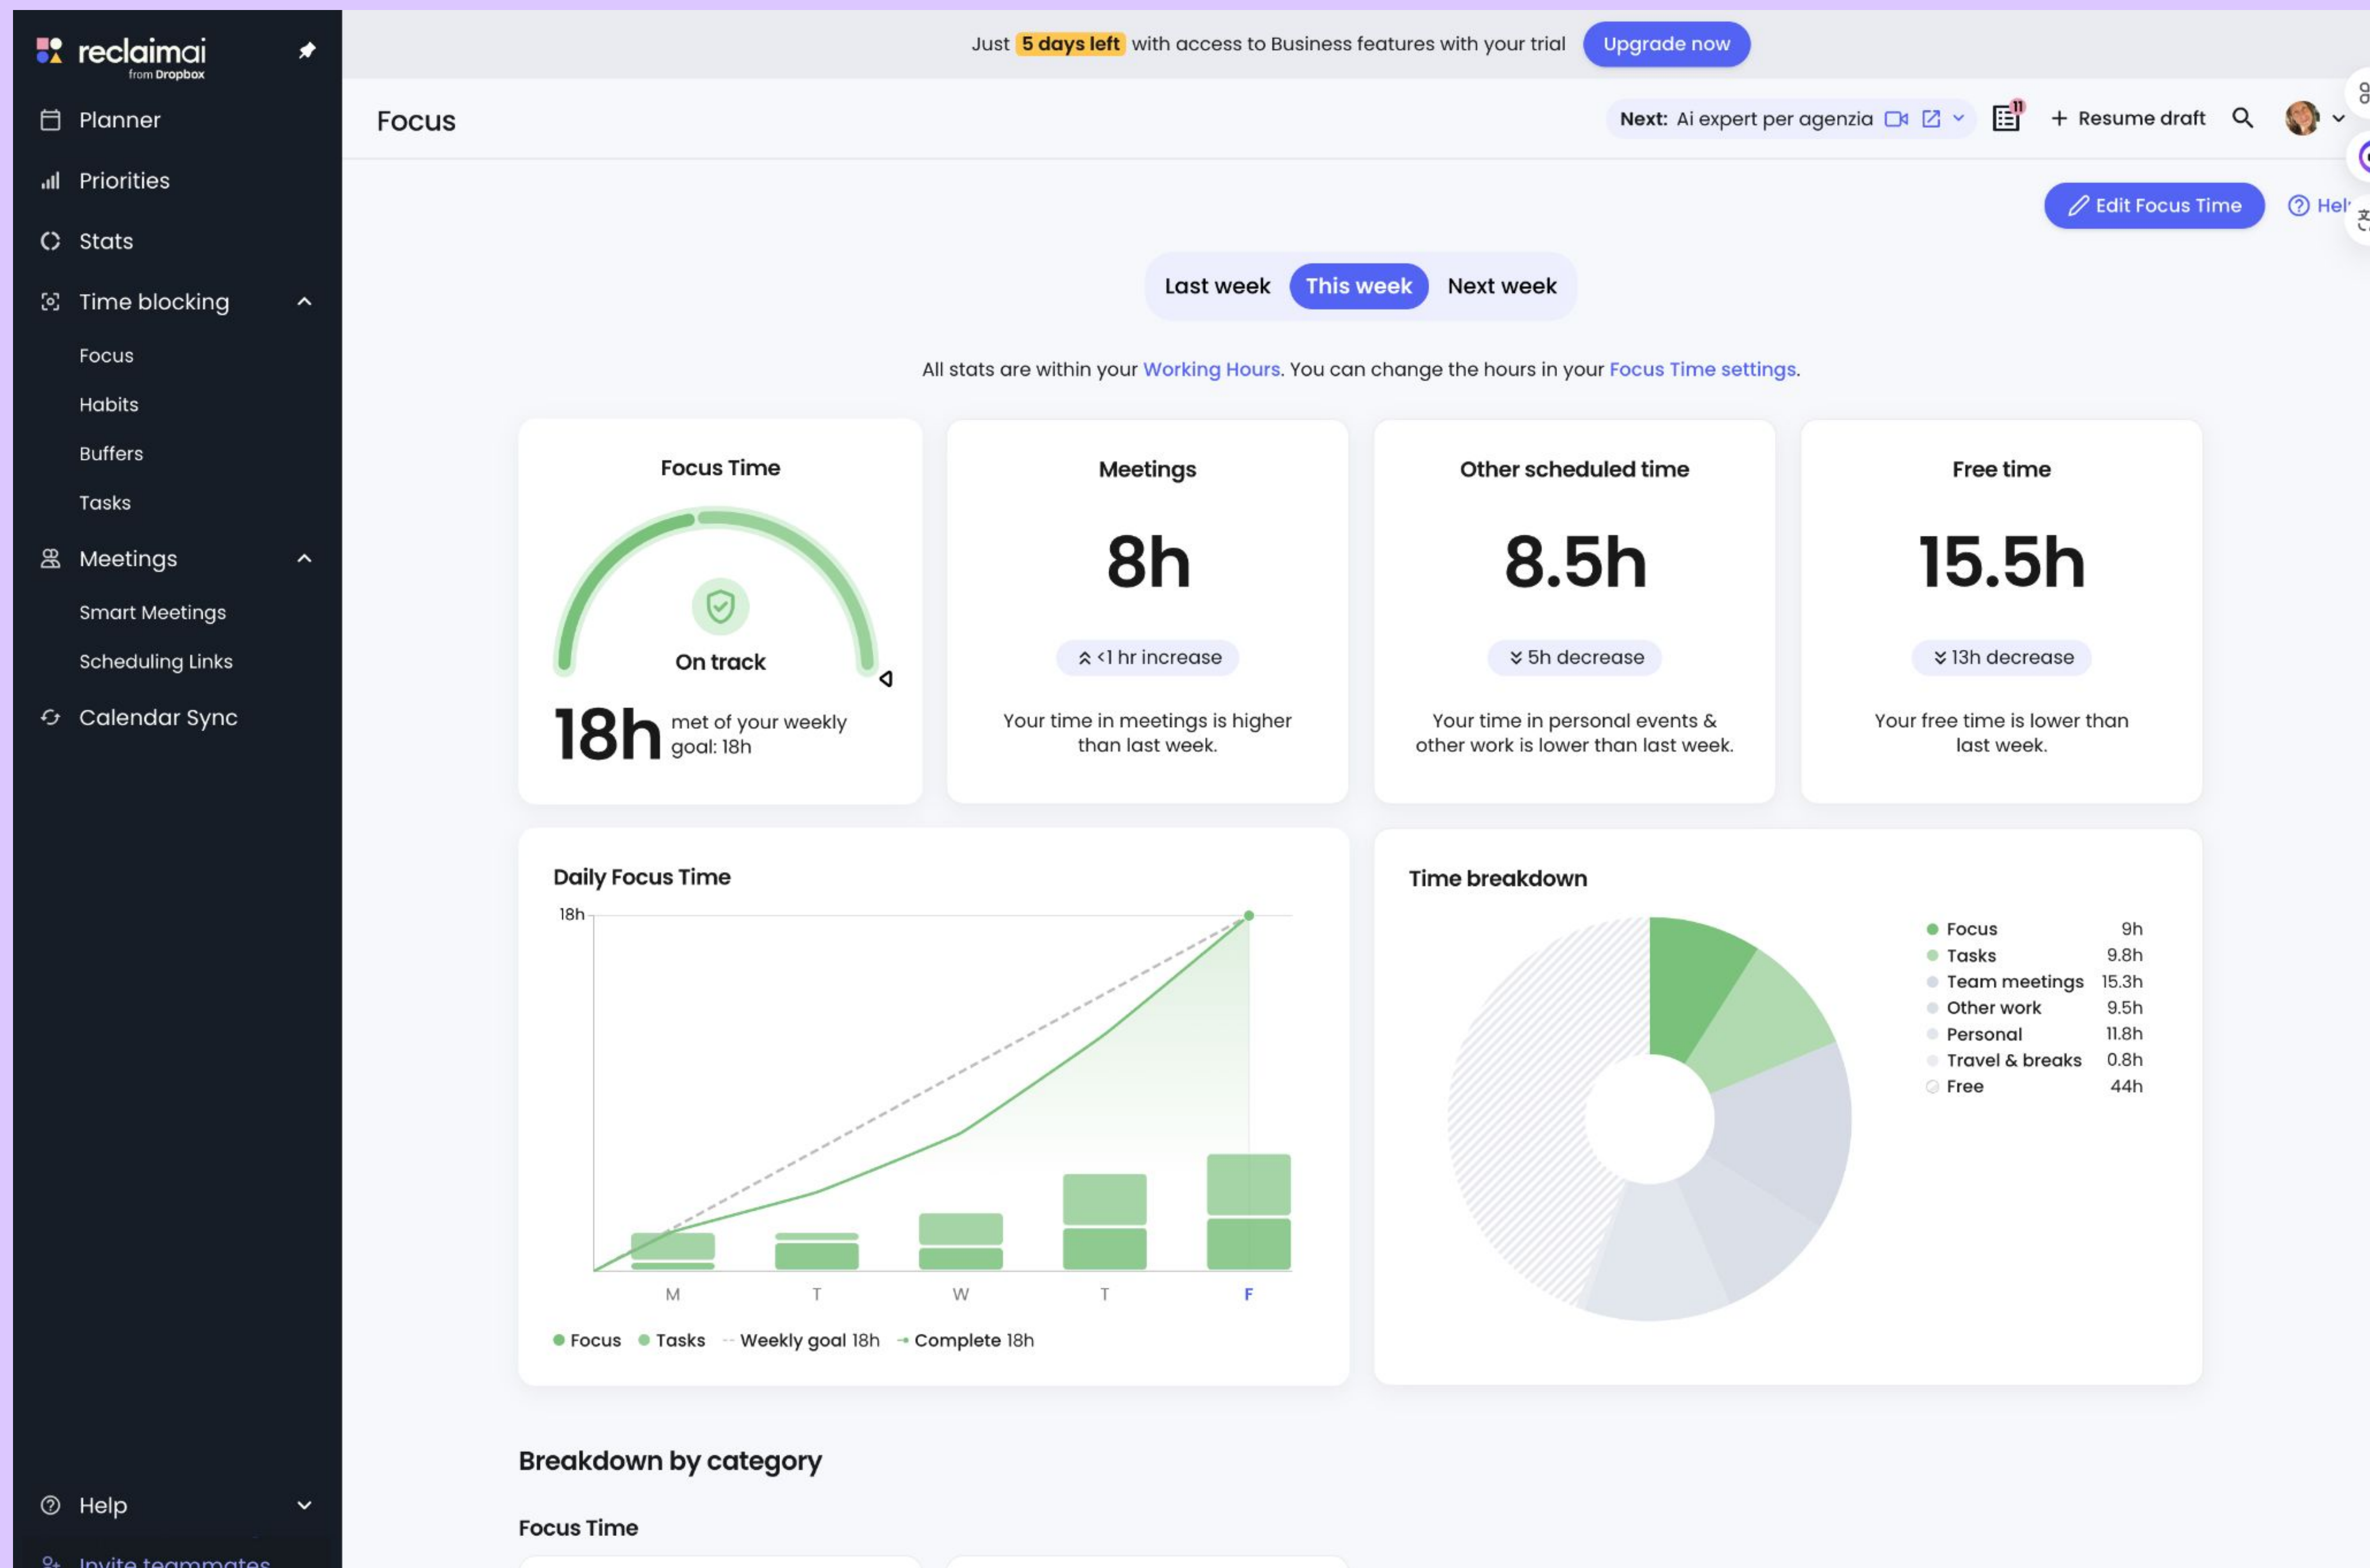 reclaimai
from Dropbox
Planner
Priorities
Stats
Time blocking
Focus
Habits
Buffers
Tasks
Meetings
Smart Meetings
Scheduling Links
Calendar Sync
Help
Invite teammates
Just 5 days left with access to Business features with your trial
Upgrade now
Focus
Next: Ai expert per agenzia
11
+ Resume draft
Edit Focus Time
Last week
This week
Next week
All stats are within your Working Hours. You can change the hours in your Focus Time settings.
Focus Time
On track
18h
met of your weekly
goal: 18h
Meetings
8h
<1 hr increase
Your time in meetings is higher
than last week.
Other scheduled time
8.5h
5h decrease
Your time in personal events &
other work is lower than last week.
Free time
15.5h
13h decrease
Your free time is lower than
last week.
Daily Focus Time
18h
M T W T F
Focus Tasks Weekly goal 18h Complete 18h
Time breakdown
Focus 9h
Tasks 9.8h
Team meetings 15.3h
Other work 9.5h
Personal 11.8h
Travel & breaks 0.8h
Free 44h
Breakdown by category
Focus Time